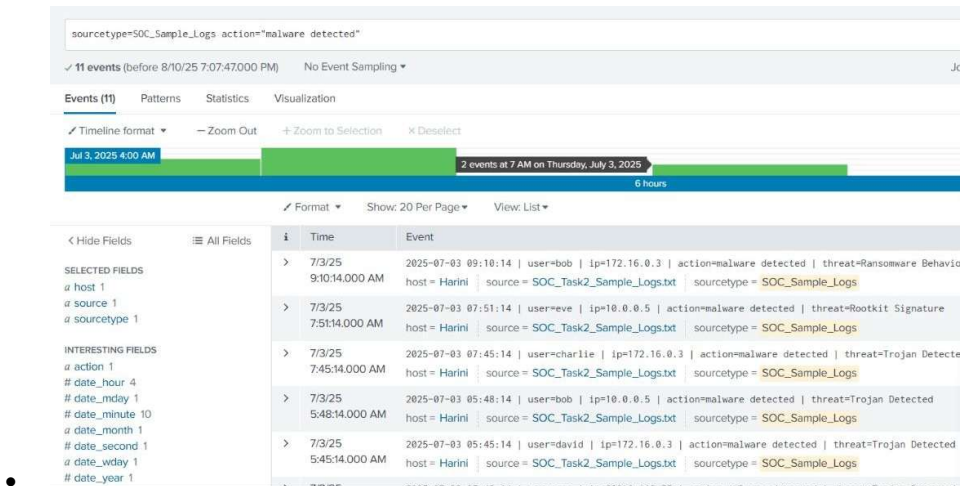 sourcetype=SOC_Sample_Logs action="malware detected"
✓ 11 events (before 8/10/25 7:07:47.000 PM) No Event Sampling ▾
Events (11) Patterns Statistics Visualization
Timeline format ▾ — Zoom Out + Zoom to Selection × Deselect
Jul 3, 2025 4:00 AM
2 events at 7 AM on Thursday, July 3, 2025
6 hours
Format ▾ Show: 20 Per Page ▾ View: List ▾
< Hide Fields All Fields i Time Event
SELECTED FIELDS
a host 1
a source 1
a sourcetype 1
INTERESTING FIELDS
a action 1
# date_hour 4
# date_mday 1
# date_minute 10
a date_month 1
# date_second 1
a date_wday 1
# date_year 1
> 7/3/25 2025-07-03 09:10:14 | user=bob | ip=172.16.0.3 | action=malware detected | threat=Ransomware Behavio
9:10:14.000 AM host = Harini source = SOC_Task2_Sample_Logs.txt sourcetype = SOC_Sample_Logs
> 7/3/25 2025-07-03 07:51:14 | user=eve | ip=10.0.0.5 | action=malware detected | threat=Rootkit Signature
7:51:14.000 AM host = Harini source = SOC_Task2_Sample_Logs.txt sourcetype = SOC_Sample_Logs
> 7/3/25 2025-07-03 07:45:14 | user=charlie | ip=172.16.0.3 | action=malware detected | threat=Trojan Detecte
7:45:14.000 AM host = Harini source = SOC_Task2_Sample_Logs.txt sourcetype = SOC_Sample_Logs
> 7/3/25 2025-07-03 05:48:14 | user=bob | ip=10.0.0.5 | action=malware detected | threat=Trojan Detected
5:48:14.000 AM host = Harini source = SOC_Task2_Sample_Logs.txt sourcetype = SOC_Sample_Logs
> 7/3/25 2025-07-03 05:45:14 | user=david | ip=172.16.0.3 | action=malware detected | threat=Trojan Detected
5:45:14.000 AM host = Harini source = SOC_Task2_Sample_Logs.txt sourcetype = SOC_Sample_Logs